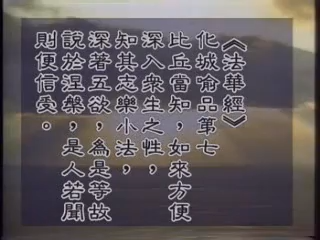 《法華經》
化城喻品第七
比丘當知，如來方便
深入眾生之性，
知其志樂小法，
深著五欲，為是等故
說於涅槃，是人若聞
則便信受。